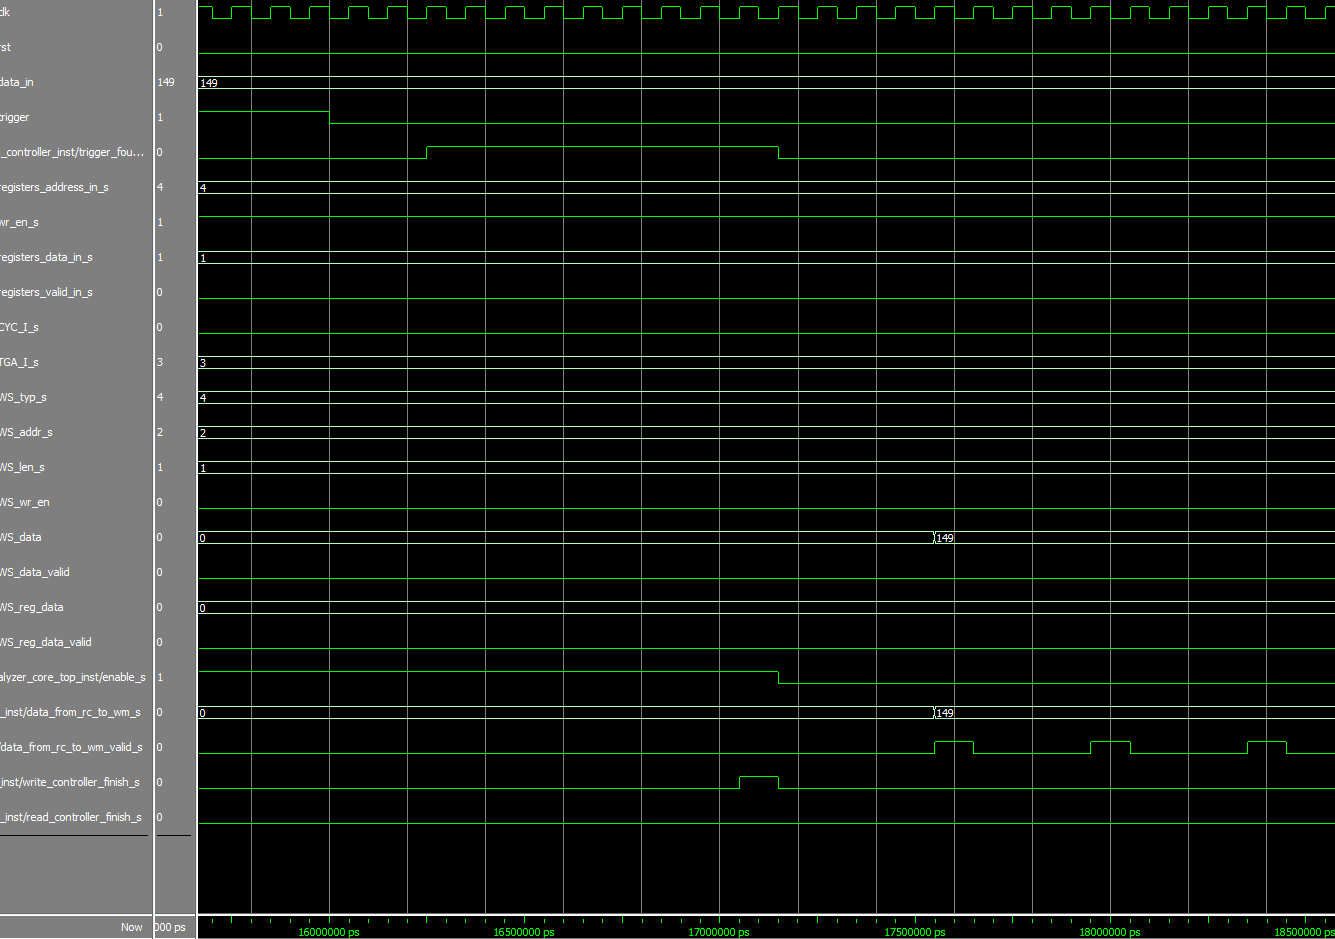 clk 1
rst 0
data_in 149 149
trigger 1
_controller_inst/trigger_fou... 0
registers_address_in_s 4 4
wr_en_s 1
registers_data_in_s 1 1
registers_valid_in_s 0
CYC_I_s 0
TGA_I_s 3 3
WS_typ_s 4 4
WS_addr_s 2 2
WS_len_s 1 1
WS_wr_en 0
WS_data 0 0 149
WS_data_valid 0
WS_reg_data 0 0
WS_reg_data_valid 0
alyzer_core_top_inst/enable_s 1
_inst/data_from_rc_to_wm_s 0 0 149
/data_from_rc_to_wm_valid_s 0
_inst/write_controller_finish_s 0
_inst/read_controller_finish_s 0
Now 000 ps 16000000 ps 16500000 ps 17000000 ps 17500000 ps 18000000 ps 18500000 ps